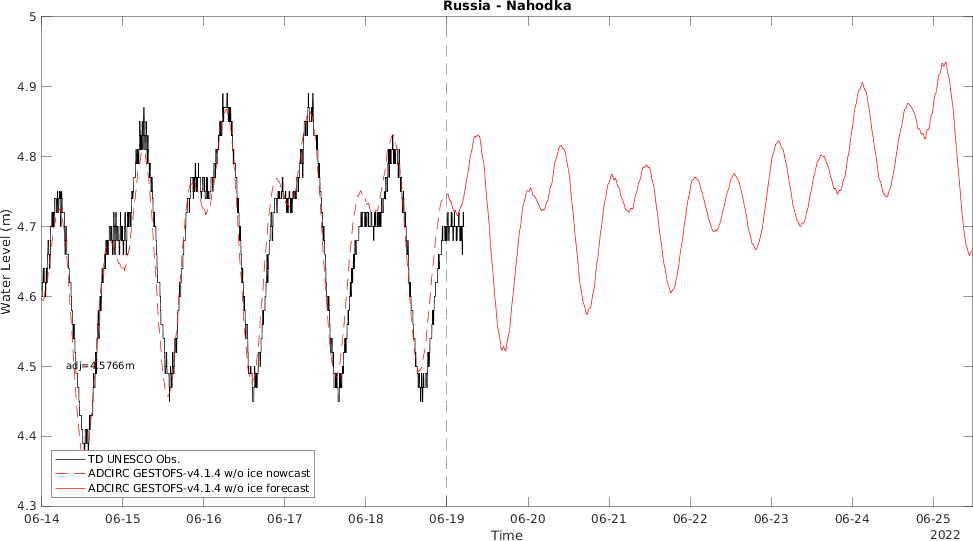 Russia - Nahodka
5
4.9
4.8
4.7
4.6
4.5
4.4
4.3
Water Level (m)
adj=4.5766m
TD UNESCO Obs.
ADCIRC GESTOFS-v4.1.4 w/o ice nowcast
ADCIRC GESTOFS-v4.1.4 w/o ice forecast
06-14 06-15 06-16 06-17 06-18 06-19 06-20 06-21 06-22 06-23 06-24 06-25
2022
Time